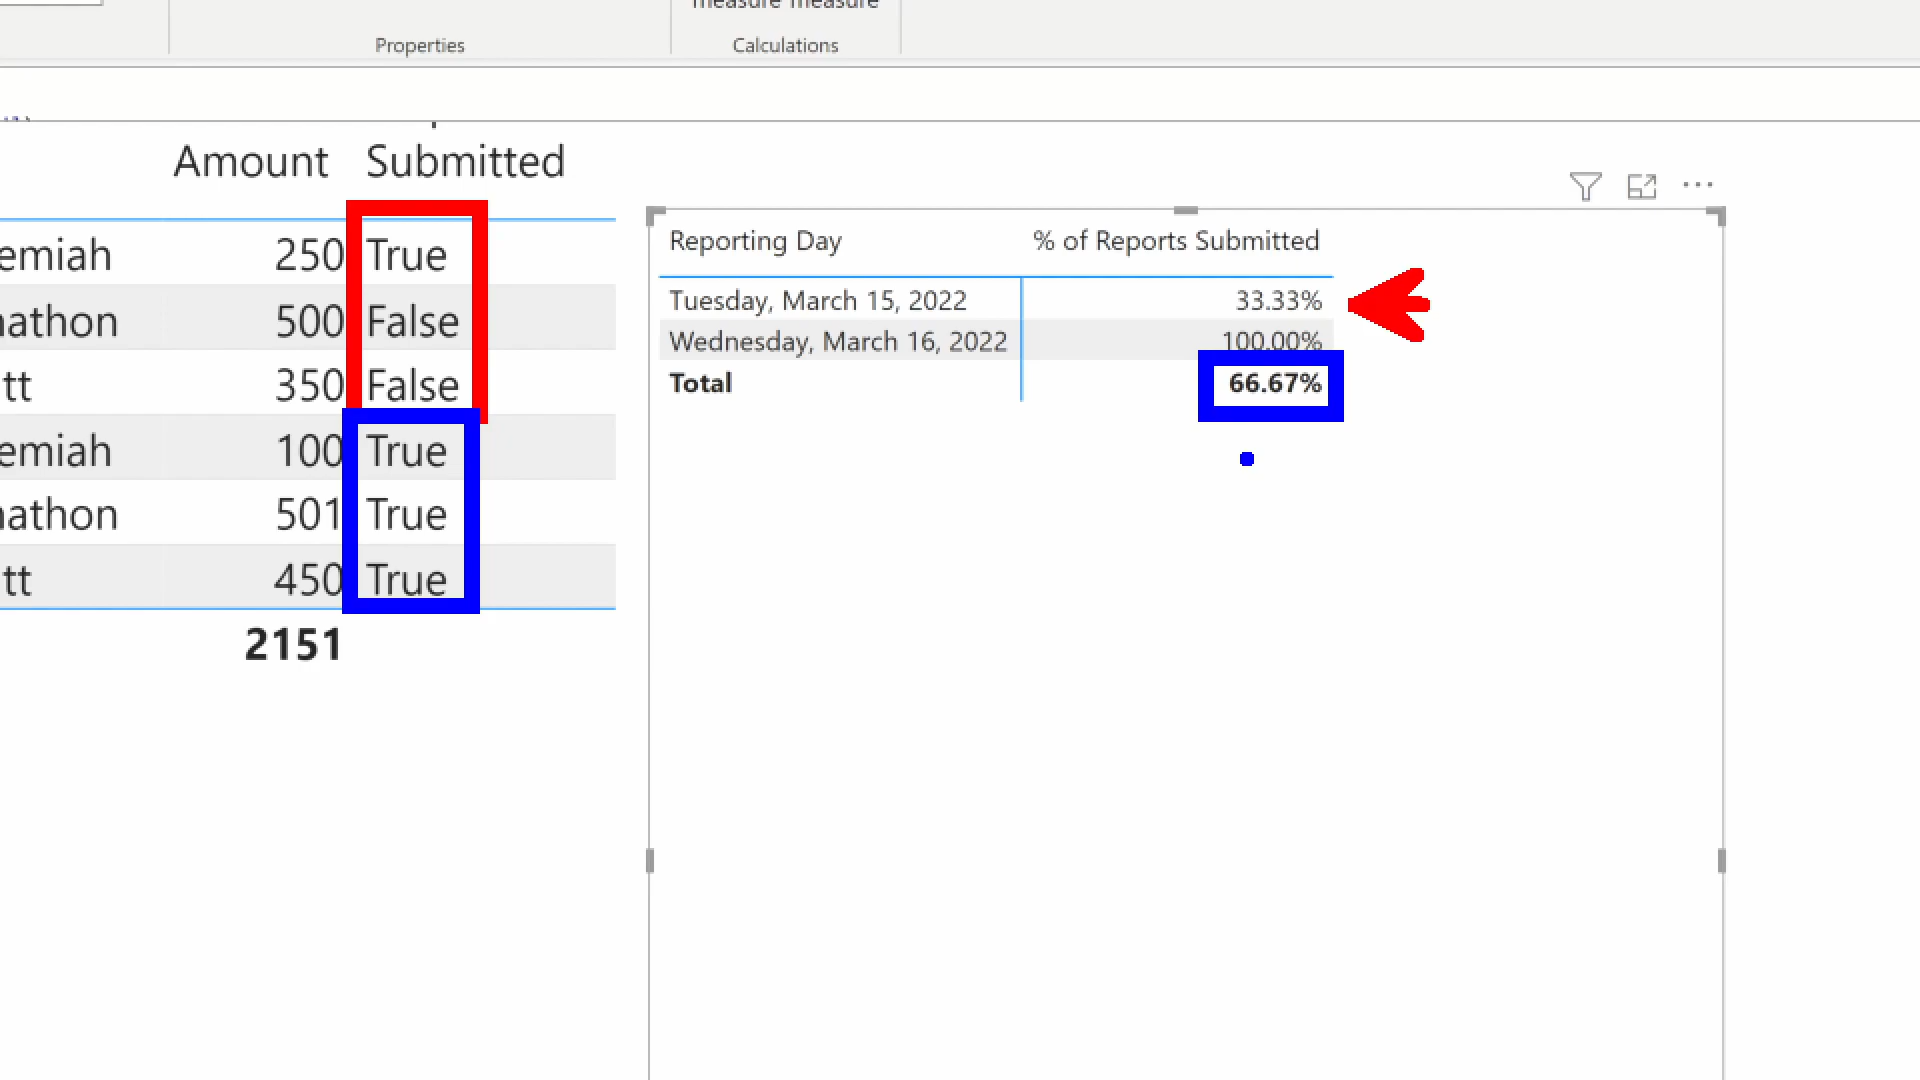 Properties
Calculations
Amount Submitted
emiah 250 True
athon 500 False
tt 350 False
emiah 100 True
athon 501 True
tt 450 True
2151
Reporting Day % of Reports Submitted
Tuesday, March 15, 2022 33.33%
Wednesday, March 16, 2022 100.00%
Total 66.67%